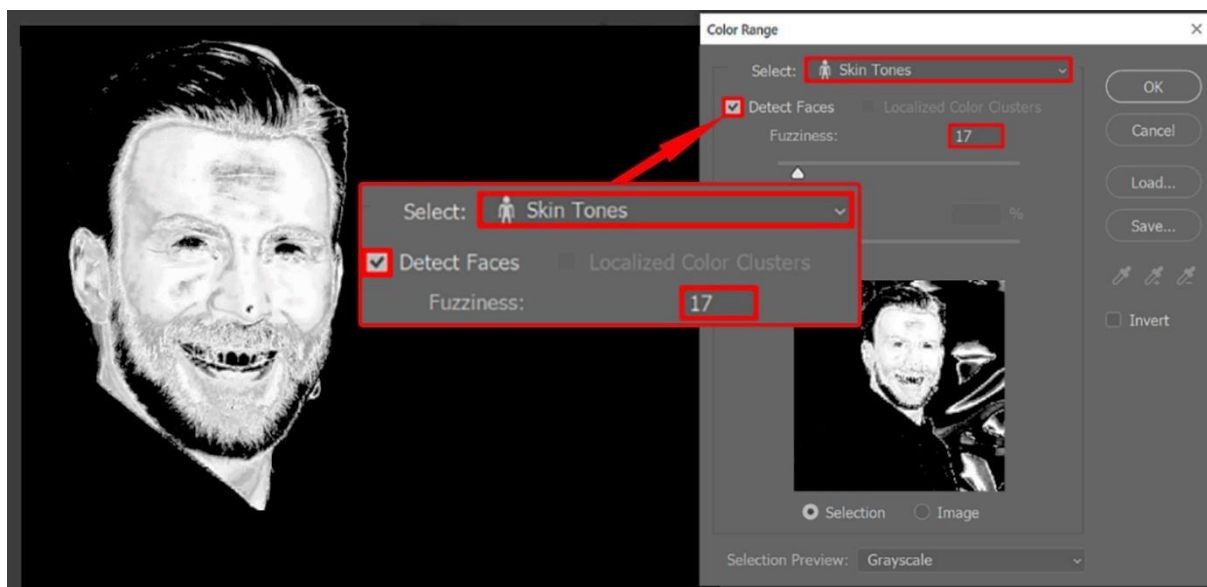 Color Range
Select: Skin Tones
Detect Faces Localized Color Clusters
Fuzziness: 17
%
Select: Skin Tones
Detect Faces Localized Color Clusters
Fuzziness: 17
Selection Image
Selection Preview: Grayscale
OK
Cancel
Load...
Save...
Invert